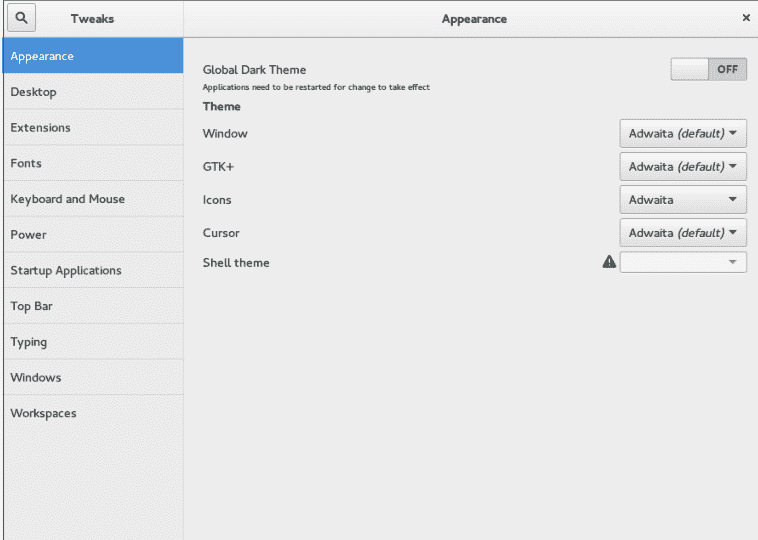 Tweaks
Appearance
Appearance
Desktop
Extensions
Fonts
Keyboard and Mouse
Power
Startup Applications
Top Bar
Typing
Windows
Workspaces
Global Dark Theme OFF
Applications need to be restarted for change to take effect
Theme
Window Adwaita (default)
GTK+ Adwaita (default)
Icons Adwaita
Cursor Adwaita (default)
Shell theme